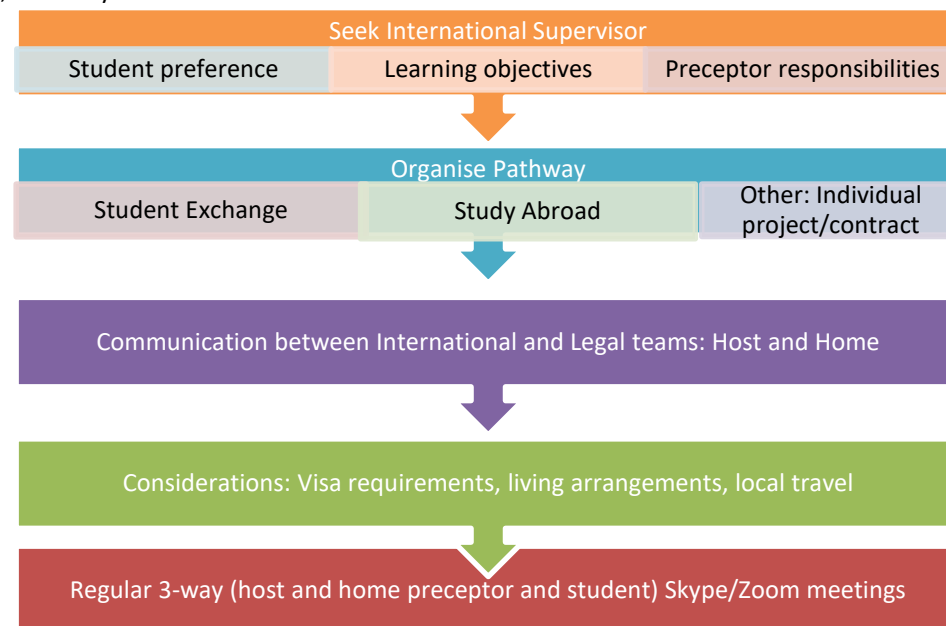 Seek International Supervisor
Student preference
Learning objectives
Preceptor responsibilities
Organise Pathway
Student Exchange
Study Abroad
Other: Individual
project/contract
Communication between International and Legal teams: Host and Home
Considerations: Visa requirements, living arrangements, local travel
Regular 3-way (host and home preceptor and student) Skype/Zoom meetings